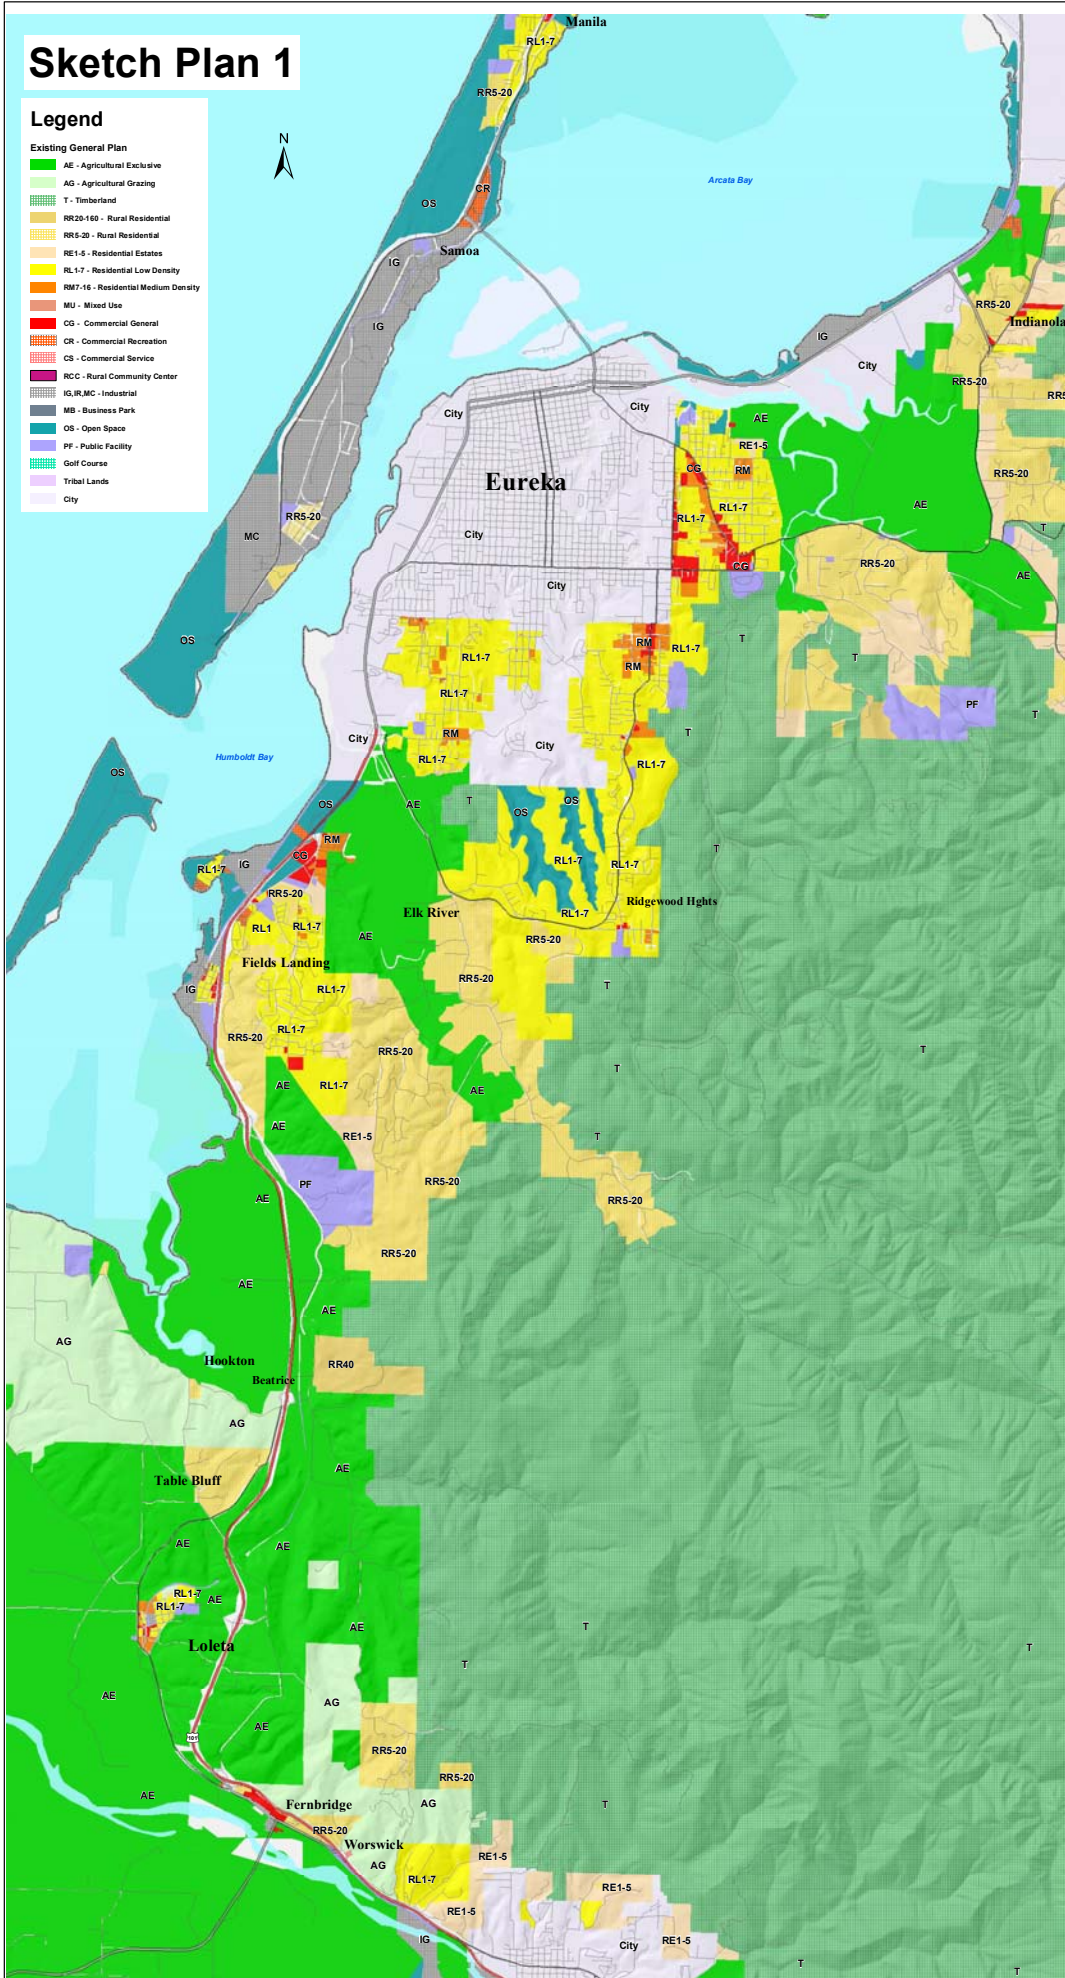 Manila
RL1-7
Sketch Plan 1
RR5-20
Legend
Existing General Plan
AE - Agricultural Exclusive
AG - Agricultural Grazing
T - Timberland
RR20-160 - Rural Residential
RR5-20 - Rural Residential
RE1-5 - Residential Estates
RL1-7 - Residential Low Density
RM7-16 - Residential Medium Density
MU - Mixed Use
CG - Commercial General
CR - Commercial Recreation
CS - Commercial Service
RCC - Rural Community Center
IG,IR,MC - Industrial
MB - Business Park
OS - Open Space
PF - Public Facility
Golf Course
Tribal Lands
City
N
Arcata Bay
CR
OS
Samoa
IG
IG
RR5-20
Indianola
IG
City
RR5-20
RR5
City
City
AE
RE1-5
Eureka
CG
RM
RR5-20
RL1-7
RL1-7
AE
RR5-20
MC
City
T
CG
RR5-20
AE
City
OS
RM
RL1-7
T
RL1-7
RM
T
RL1-7
PF
T
RM
T
City
City
Humboldt Bay
RL1-7
RL1-7
OS
OS
AE
T
OS
OS
RM
T
CG
IG
RL1-7
RL1-7
RL1-7
RR5-20
Ridgewood Hghts
Elk River
RL1-7
RL1
RL1-7
AE
RR5-20
Fields Landing
RR5-20
IG
RL1-7
T
RL1-7
RR5-20
RR5-20
T
T
AE
RL1-7
AE
AE
RE1-5
T
PF
RR5-20
AE
RR5-20
RR5-20
AE
AE
AG
Hookton
RR40
Beatrice
AG
AE
Table Bluff
AE
AE
RL1-7
AE
RL1-7
AE
T
Loleta
T
T
AE
AG
AE
101
RR5-20
RR5-20
AE
Fernbridge
AG
T
RR5-20
Worswick
RE1-5
AG
RL1-7
RE1-5
RE1-5
IG
City
RE1-5
T
T